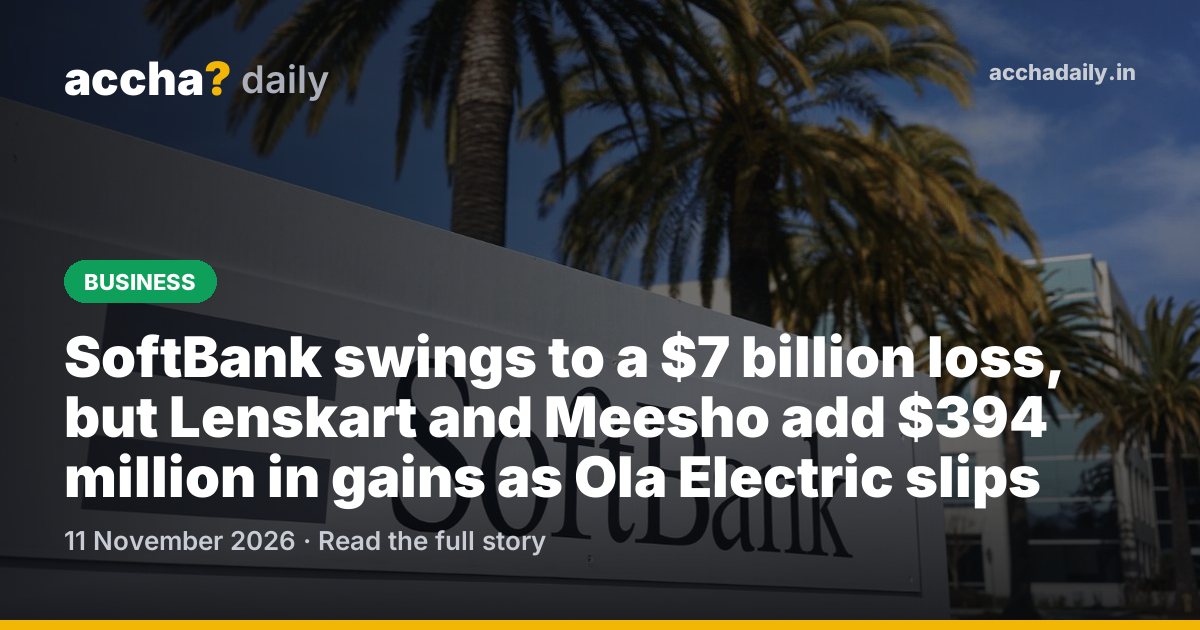 accha? daily
acchadaily.in
BUSINESS
SoftBank swings to a $7 billion loss,
but Lenskart and Meesho add $394
million in gains as Ola Electric slips
11 November 2026 · Read the full story
SoftBank